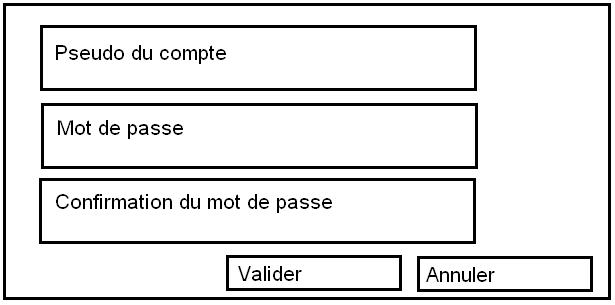 Pseudo du compte
Mot de passe
Confirmation du mot de passe
Valider
Annuler